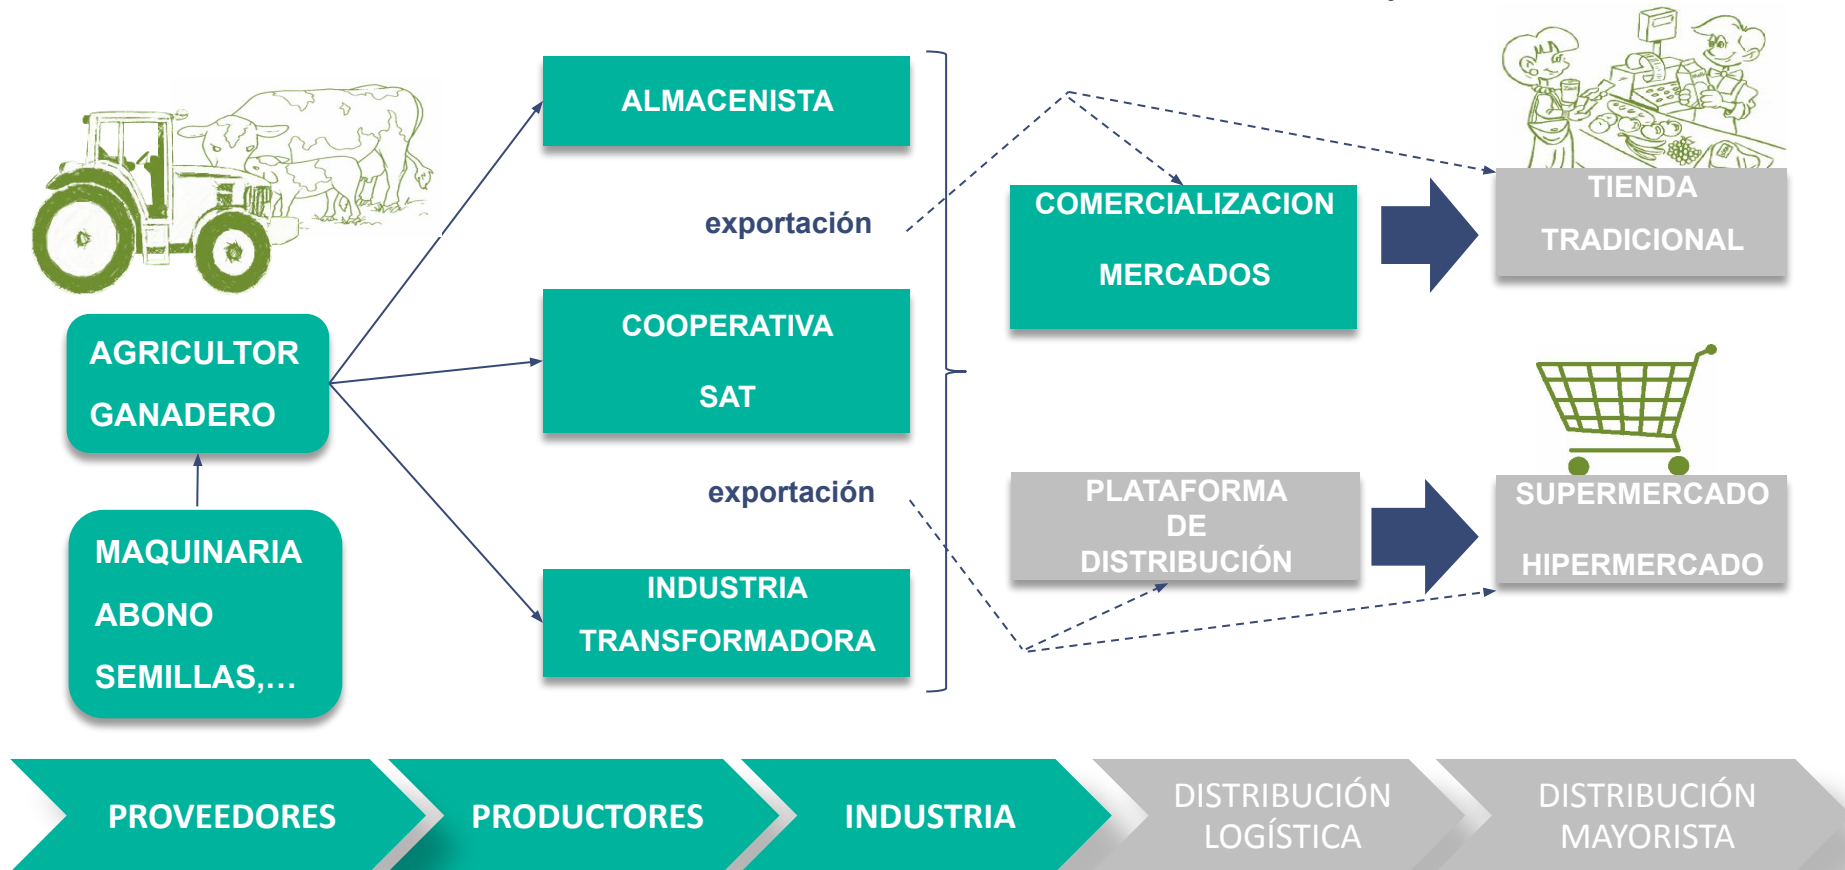 ALMACENISTA
exportación
COMERCIALIZACION
MERCADOS
TIENDA
TRADICIONAL
AGRICULTOR
GANADERO
COOPERATIVA
SAT
exportación
MAQUINARIA
ABONO
SEMILLAS,...
INDUSTRIA
TRANSFORMADORA
PLATAFORMA
DE
DISTRIBUCIÓN
SUPERMERCADO
HIPERMERCADO
PROVEEDORES
PRODUCTORES
INDUSTRIA
DISTRIBUCIÓN
LOGÍSTICA
DISTRIBUCIÓN
MAYORISTA